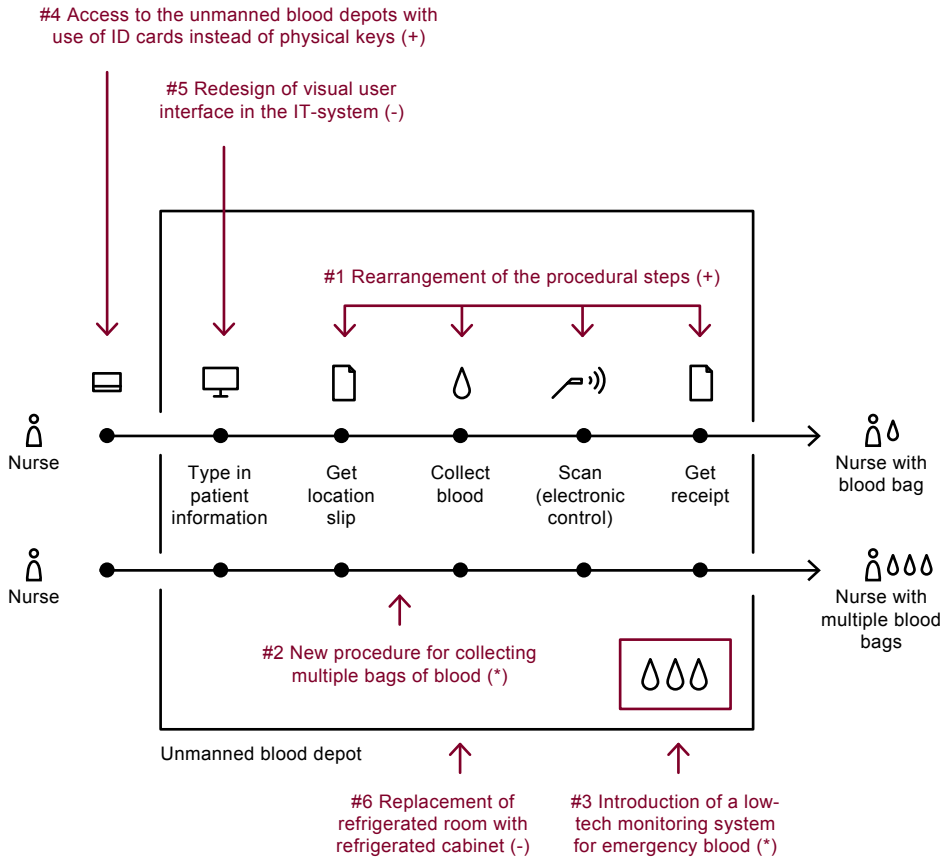 #4 Access to the unmanned blood depots with
use of ID cards instead of physical keys (+)
#5 Redesign of visual user
interface in the IT-system (-)
#1 Rearrangement of the procedural steps (+)
Nurse
Type in
patient
information
Get
location
slip
Collect
blood
Scan
(electronic
control)
Get
receipt
Nurse with
blood bag
Nurse
Nurse with
multiple blood
bags
#2 New procedure for collecting
multiple bags of blood (*)
Unmanned blood depot
#6 Replacement of
refrigerated room with
refrigerated cabinet (-)
#3 Introduction of a low-
tech monitoring system
for emergency blood (*)